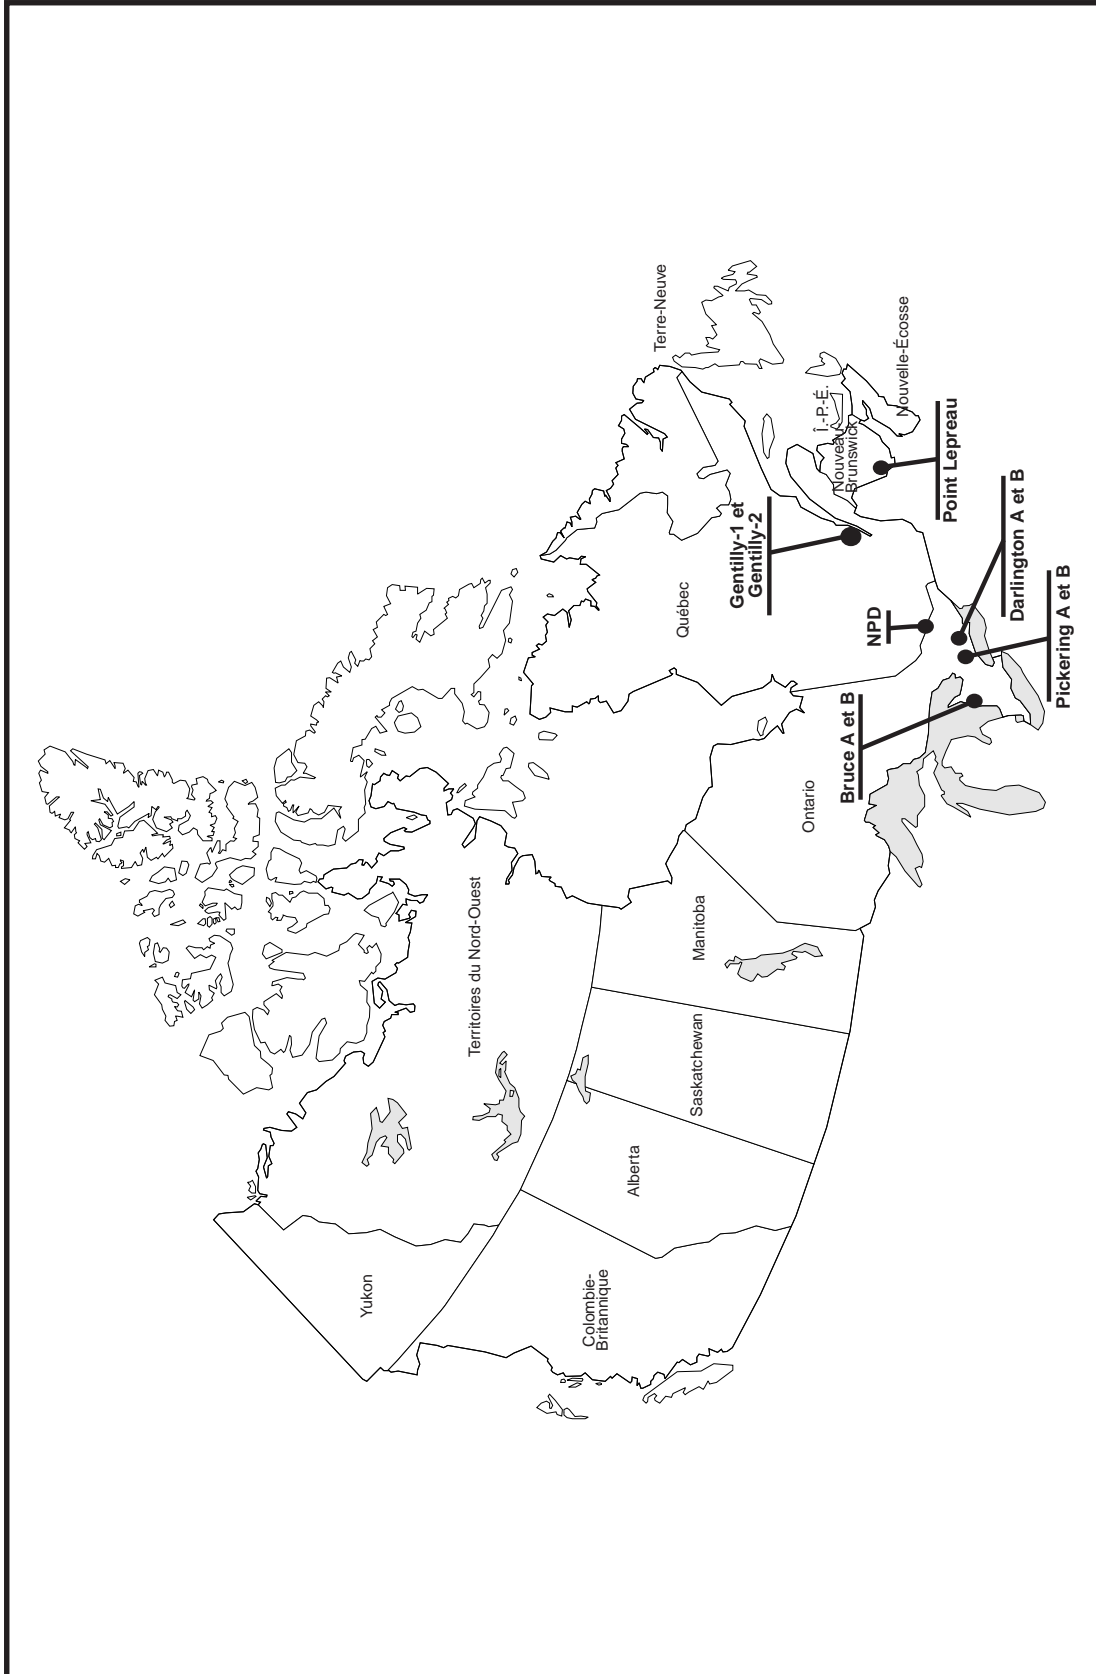 Yukon
Territoires du Nord-Ouest
Colombie-
Britannique
Alberta
Saskatchewan
Manitoba
Ontario
Québec
Terre-Neuve
Î.-P.-É.
Nouveau
Brunswick
Nouvelle-Écosse
Gentilly-1 et
Gentilly-2
NPD
Bruce A et B
Point Lepreau
Darlington A et B
Pickering A et B